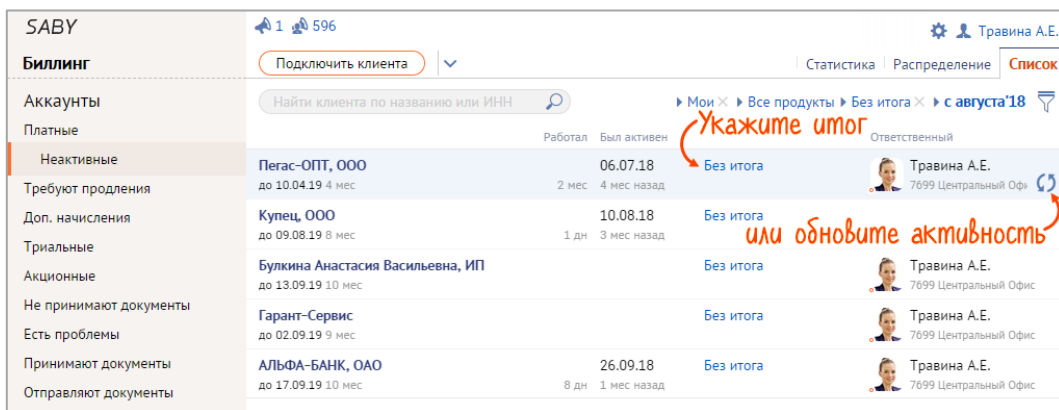 SABY
1 596
Травина А.Е.
Биллинг
Подключить клиента
Статистика Распределение Список
Аккаунты
Найти клиента по названию или ИНН
Мои Все продукты Без итога с августа'18
Укажите итог
Платные
Работал Был активен Ответственный
Неактивные
Пегас-ОПТ, ООО 06.07.18 Без итога Травина А.Е.
до 10.04.19 4 мес 2 мес 4 мес назад 7699 Центральный Офи
Требуют продления
Доп. начисления
Купец, ООО 10.08.18 Без итога
до 09.08.19 8 мес 1 дн 3 мес назад
или обновите активность
Триальные
Булкина Анастасия Васильевна, ИП Без итога Травина А.Е.
до 13.09.19 10 мес 7699 Центральный Офис
Акционные
Не принимают документы
Гарант-Сервис Без итога Травина А.Е.
до 02.09.19 9 мес 7699 Центральный Офис
Есть проблемы
Принимают документы
АЛЬФА-БАНК, ОАО 26.09.18 Без итога Травина А.Е.
до 17.09.19 10 мес 8 дн 1 мес назад 7699 Центральный Офис
Отправляют документы